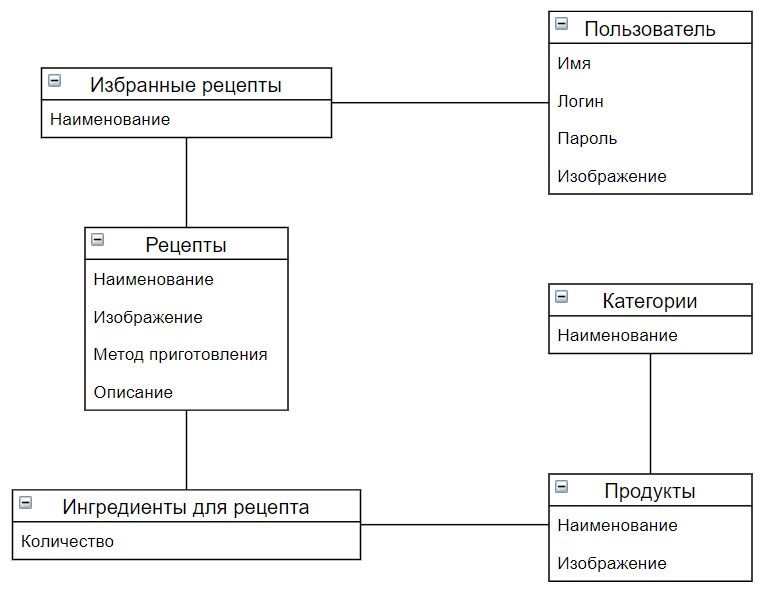 Пользователь
Имя
Логин
Пароль
Изображение
Избранные рецепты
Наименование
Рецепты
Наименование
Изображение
Метод приготовления
Описание
Категории
Наименование
Ингредиенты для рецепта
Количество
Продукты
Наименование
Изображение